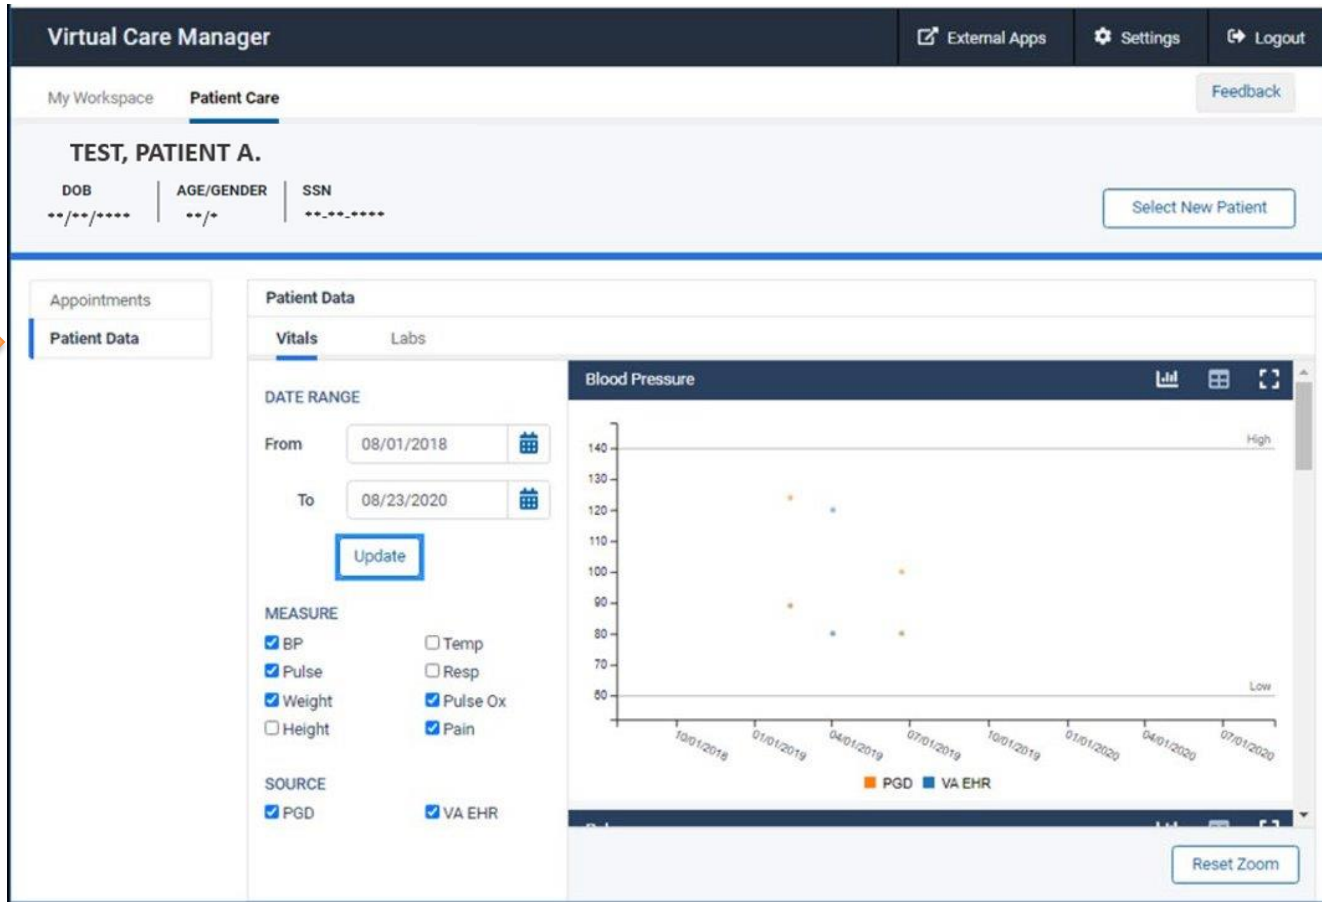 Virtual Care Manager
External Apps
Settings
Logout
My Workspace
Patient Care
Feedback
TEST, PATIENT A.
DOB
AGE/GENDER
SSN
**/**/****
**/*
**-**-****
Select New Patient
Appointments
Patient Data
Patient Data
Vitals
Labs
DATE RANGE
From
08/01/2018
To
08/23/2020
Update
MEASURE
BP
Temp
Pulse
Resp
Weight
Pulse Ox
Height
Pain
SOURCE
PGD
VA EHR
Blood Pressure
140
High
130
120
110
100
90
80
70
60
Low
10/01/2018
01/01/2019
04/01/2019
07/01/2019
10/01/2019
01/01/2020
04/01/2020
07/01/2020
PGD
VA EHR
Reset Zoom